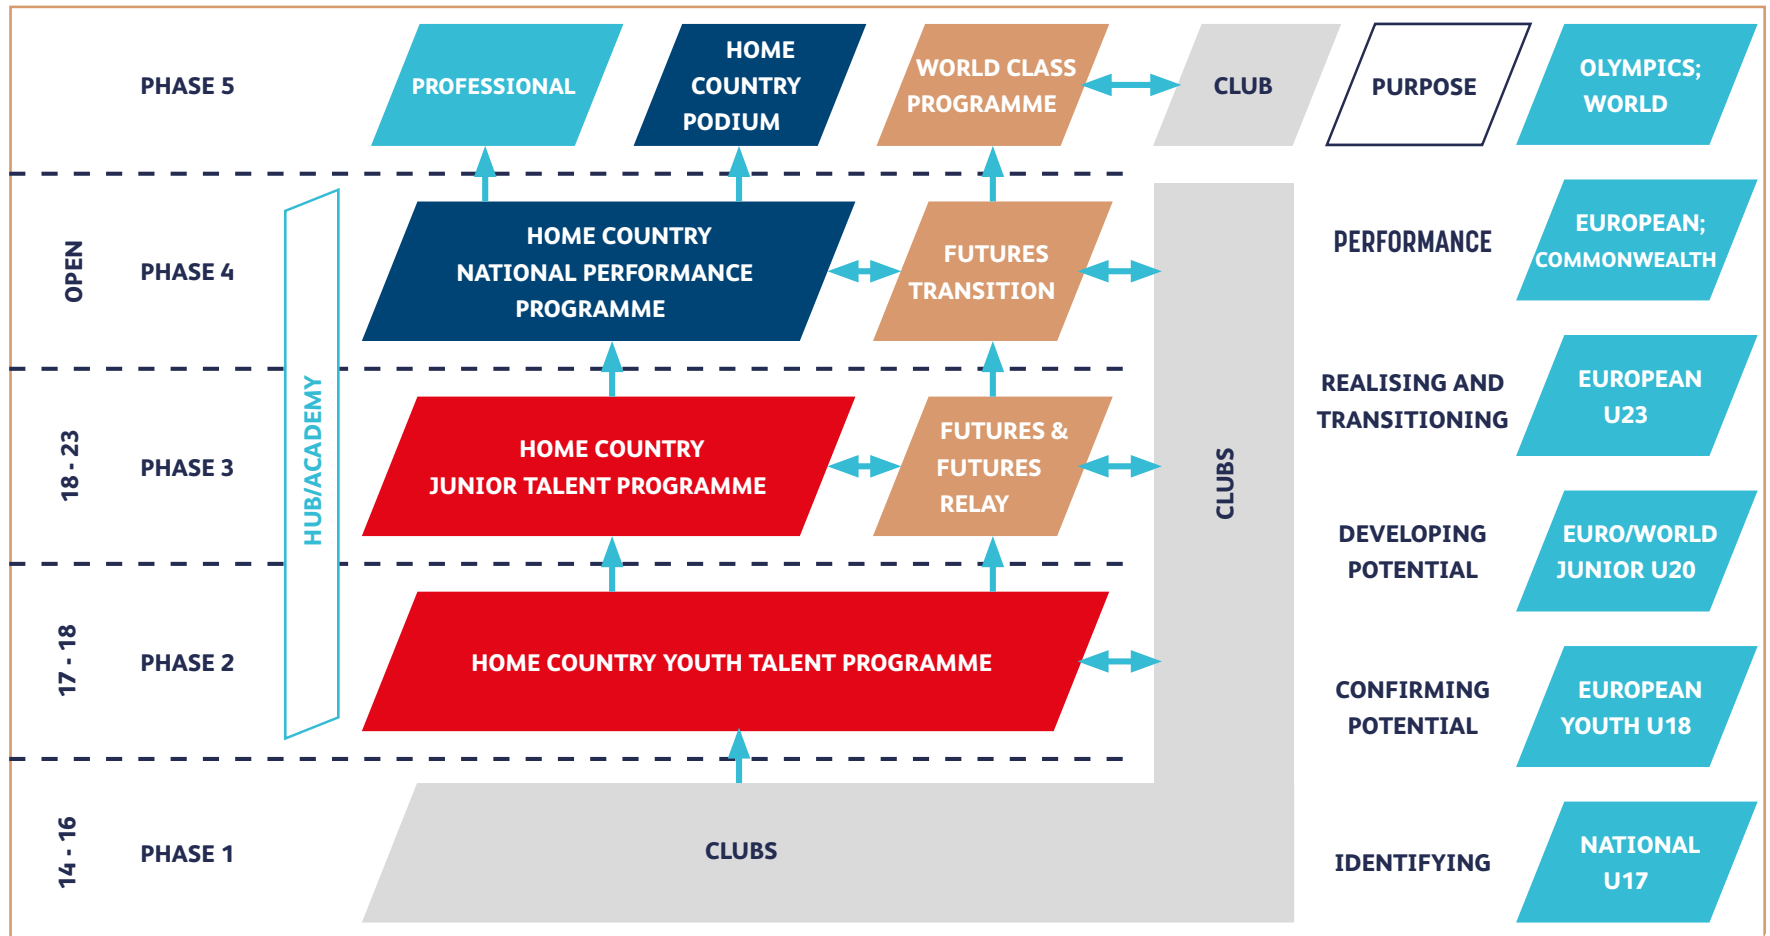 PHASE 5
PROFESSIONAL
HOME
COUNTRY
PODIUM
WORLD CLASS
PROGRAMME
CLUB
PURPOSE
OLYMPICS;
WORLD
OPEN
PHASE 4
HOME COUNTRY
NATIONAL PERFORMANCE
PROGRAMME
FUTURES
TRANSITION
PERFORMANCE
EUROPEAN;
COMMONWEALTH
HUB/ACADEMY
18 - 23
PHASE 3
HOME COUNTRY
JUNIOR TALENT PROGRAMME
FUTURES &
FUTURES
RELAY
CLUBS
REALISING AND
TRANSITIONING
EUROPEAN
U23
DEVELOPING
POTENTIAL
EURO/WORLD
JUNIOR U20
17 - 18
PHASE 2
HOME COUNTRY YOUTH TALENT PROGRAMME
CONFIRMING
POTENTIAL
EUROPEAN
YOUTH U18
14 - 16
PHASE 1
CLUBS
IDENTIFYING
NATIONAL
U17